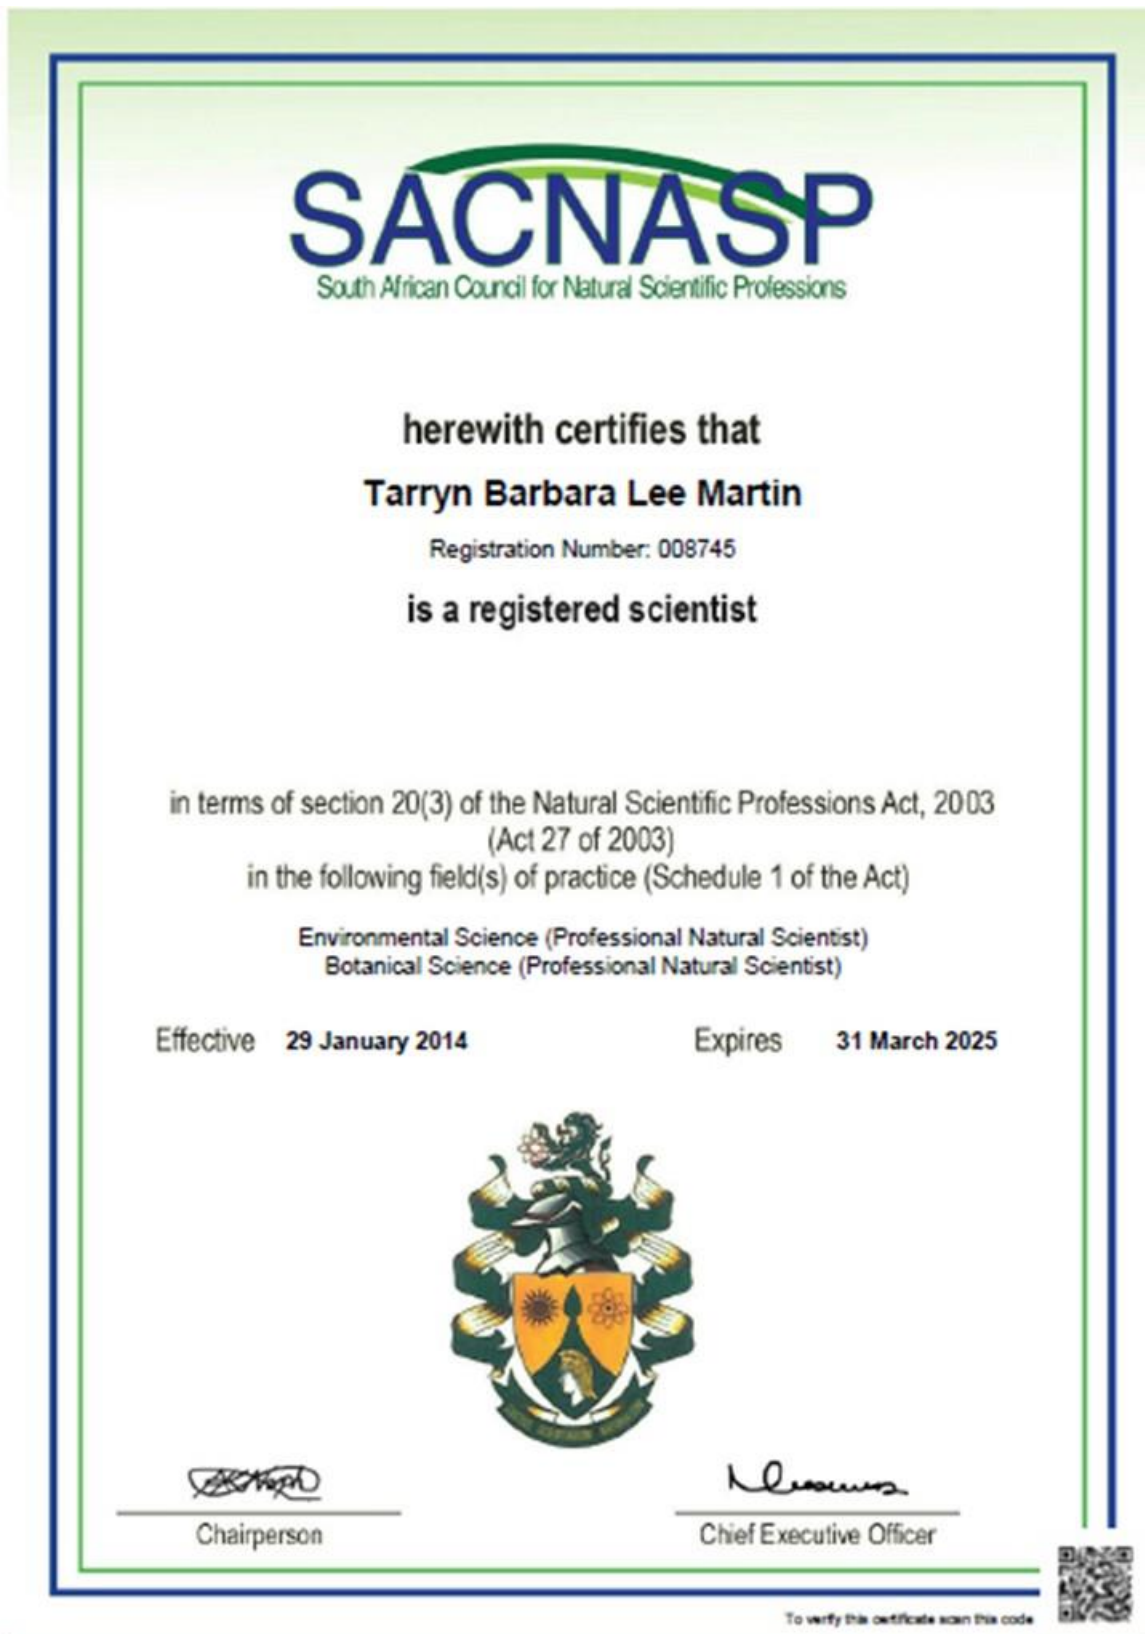 SACNASP
South African Council for Natural Scientific Professions
herewith certifies that
Tarryn Barbara Lee Martin
Registration Number: 008745
is a registered scientist
in terms of section 20(3) of the Natural Scientific Professions Act, 2003
(Act 27 of 2003)
in the following field(s) of practice (Schedule 1 of the Act)
Environmental Science (Professional Natural Scientist)
Botanical Science (Professional Natural Scientist)
Effective 29 January 2014 Expires 31 March 2025
Chairperson Chief Executive Officer
To verify this certificate scan this code